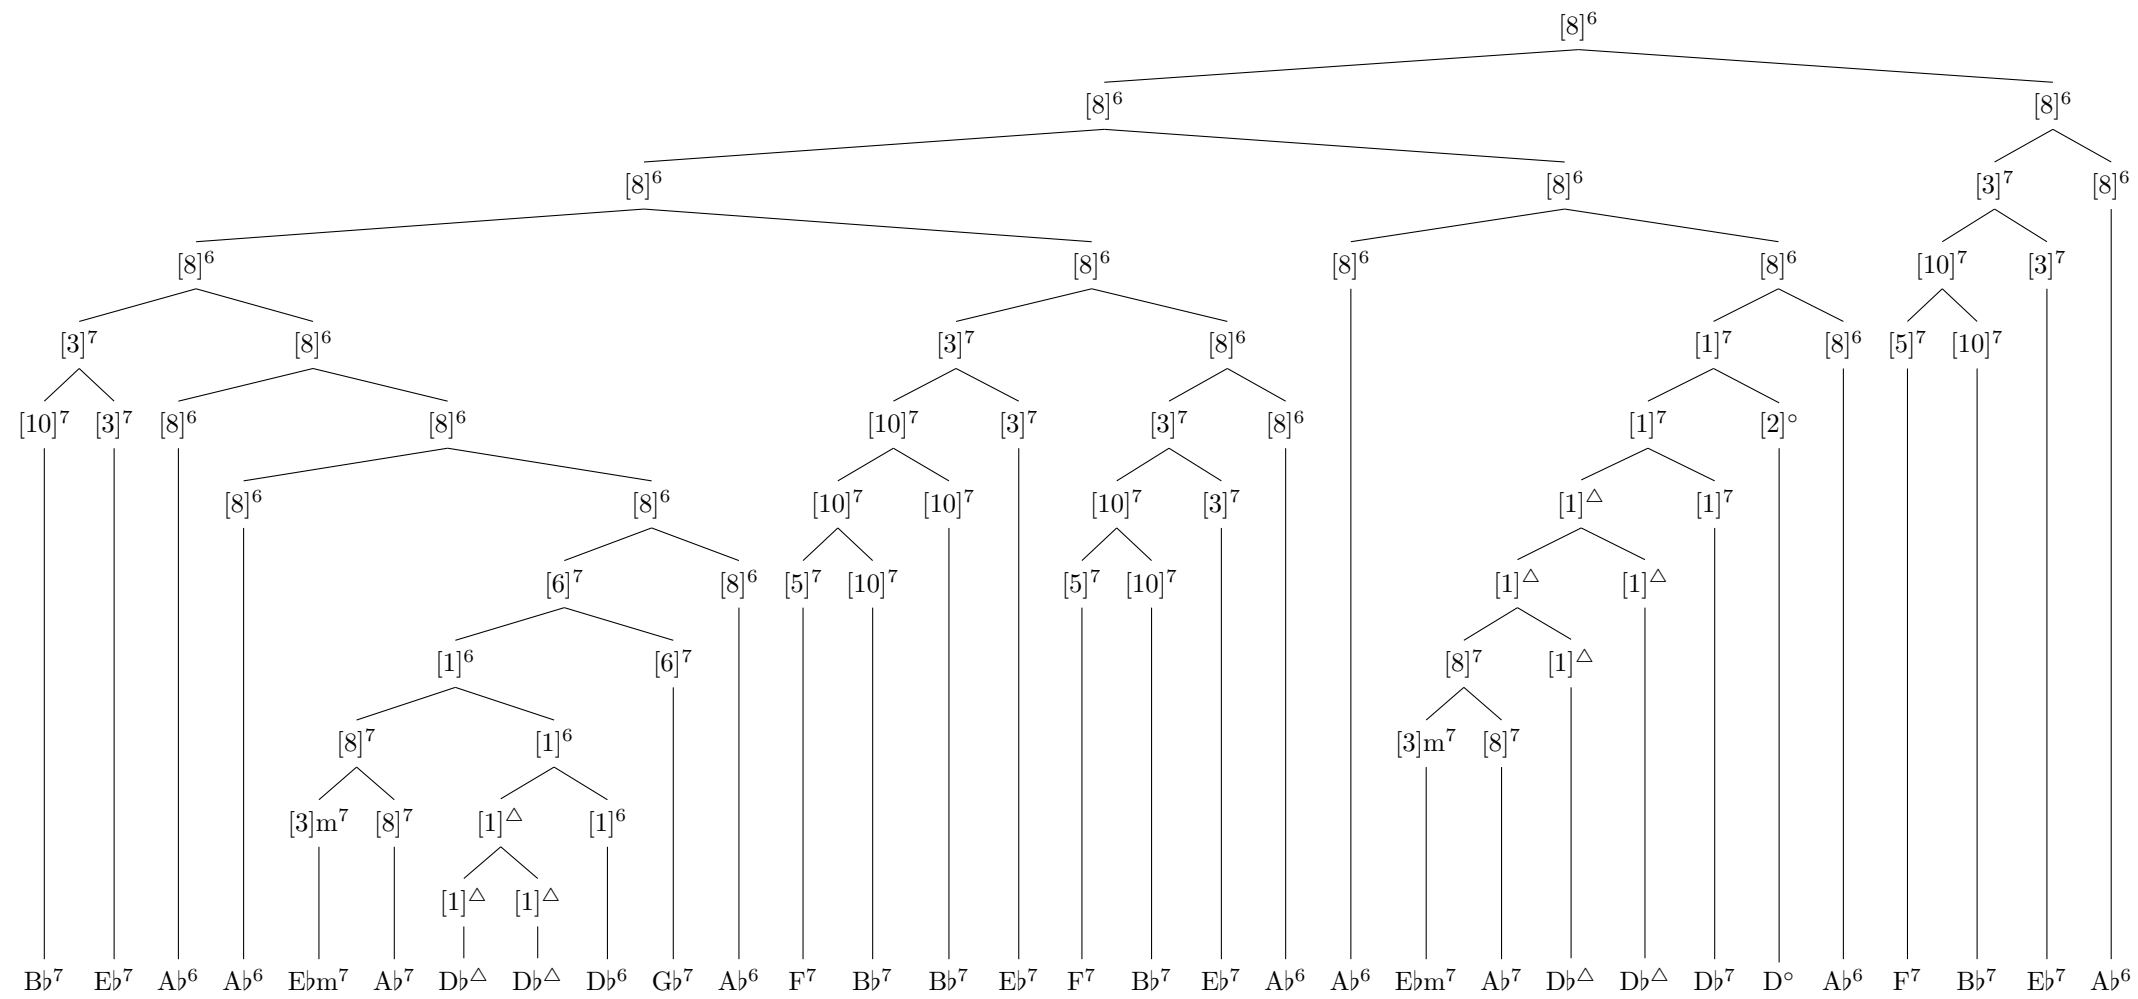 [8]⁶
[8]⁶ [8]⁶
[8]⁶ [8]⁶ [3]⁷ [8]⁶
[8]⁶ [8]⁶ [8]⁶ [8]⁶ [10]⁷ [3]⁷
[3]⁷ [8]⁶ [3]⁷ [8]⁶ [1]⁷ [8]⁶ [5]⁷ [10]⁷
[10]⁷ [3]⁷ [8]⁶ [8]⁶ [10]⁷ [3]⁷ [3]⁷ [8]⁶ [1]⁷ [2]°
[8]⁶ [8]⁶ [10]⁷ [10]⁷ [10]⁷ [3]⁷ [1]△ [1]⁷
[6]⁷ [8]⁶ [5]⁷ [10]⁷ [5]⁷ [10]⁷ [1]△ [1]△
[1]⁶ [6]⁷ [8]⁷ [1]△
[8]⁷ [1]⁶ [3]m⁷ [8]⁷
[3]m⁷ [8]⁷ [1]△ [1]⁶
[1]△ [1]△
B♭⁷ E♭⁷ A♭⁶ A♭⁶ E♭m⁷ A♭⁷ D♭△ D♭△ D♭⁶ G♭⁷ A♭⁶ F⁷ B♭⁷ B♭⁷ E♭⁷ F⁷ B♭⁷ E♭⁷ A♭⁶ A♭⁶ E♭m⁷ A♭⁷ D♭△ D♭△ D♭⁷ D° A♭⁶ F⁷ B♭⁷ E♭⁷ A♭⁶